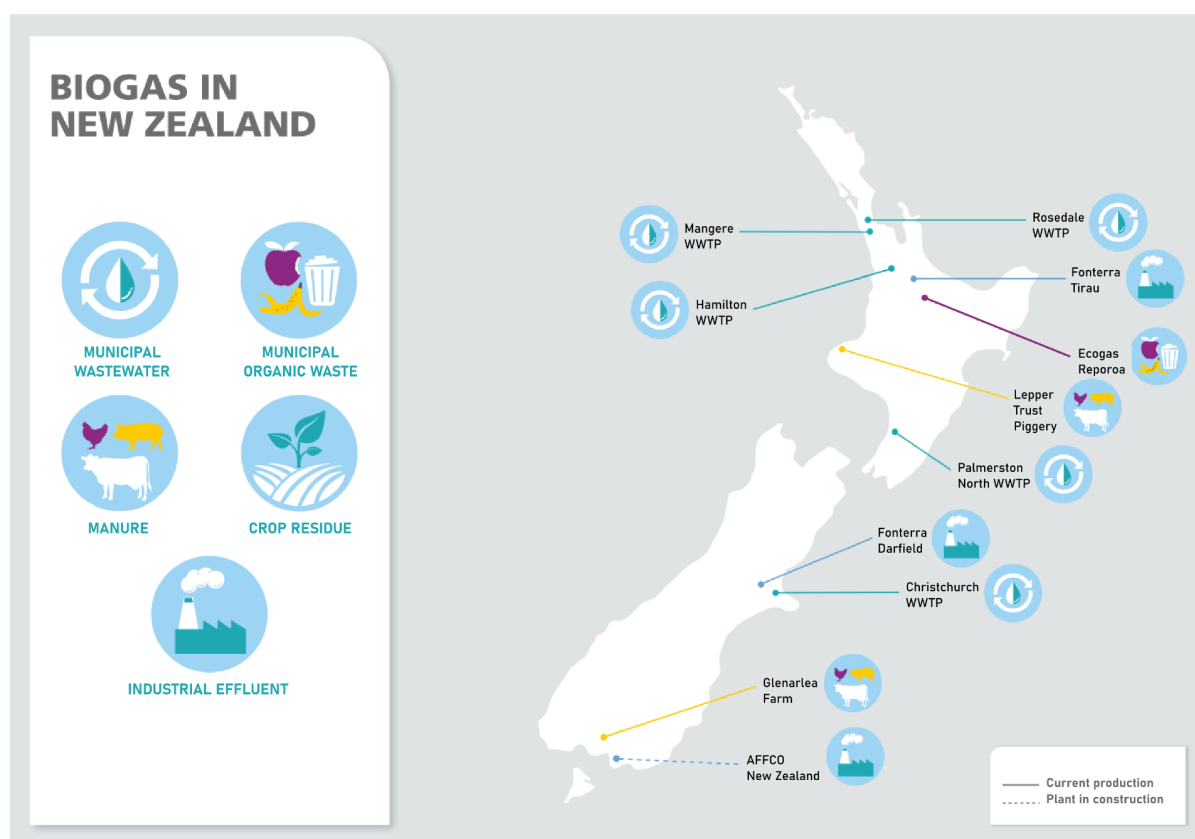 BIOGAS IN
NEW ZEALAND
MUNICIPAL
WASTEWATER
MUNICIPAL
ORGANIC WASTE
MANURE
CROP RESIDUE
INDUSTRIAL EFFLUENT
Mangere
WWTP
Rosedale
WWTP
Hamilton
WWTP
Fonterra
Tirau
Ecogas
Reporoa
Lepper
Trust
Piggery
Palmerston
North WWTP
Fonterra
Darfield
Christchurch
WWTP
Glenarlea
Farm
AFFCO
New Zealand
Current production
Plant in construction